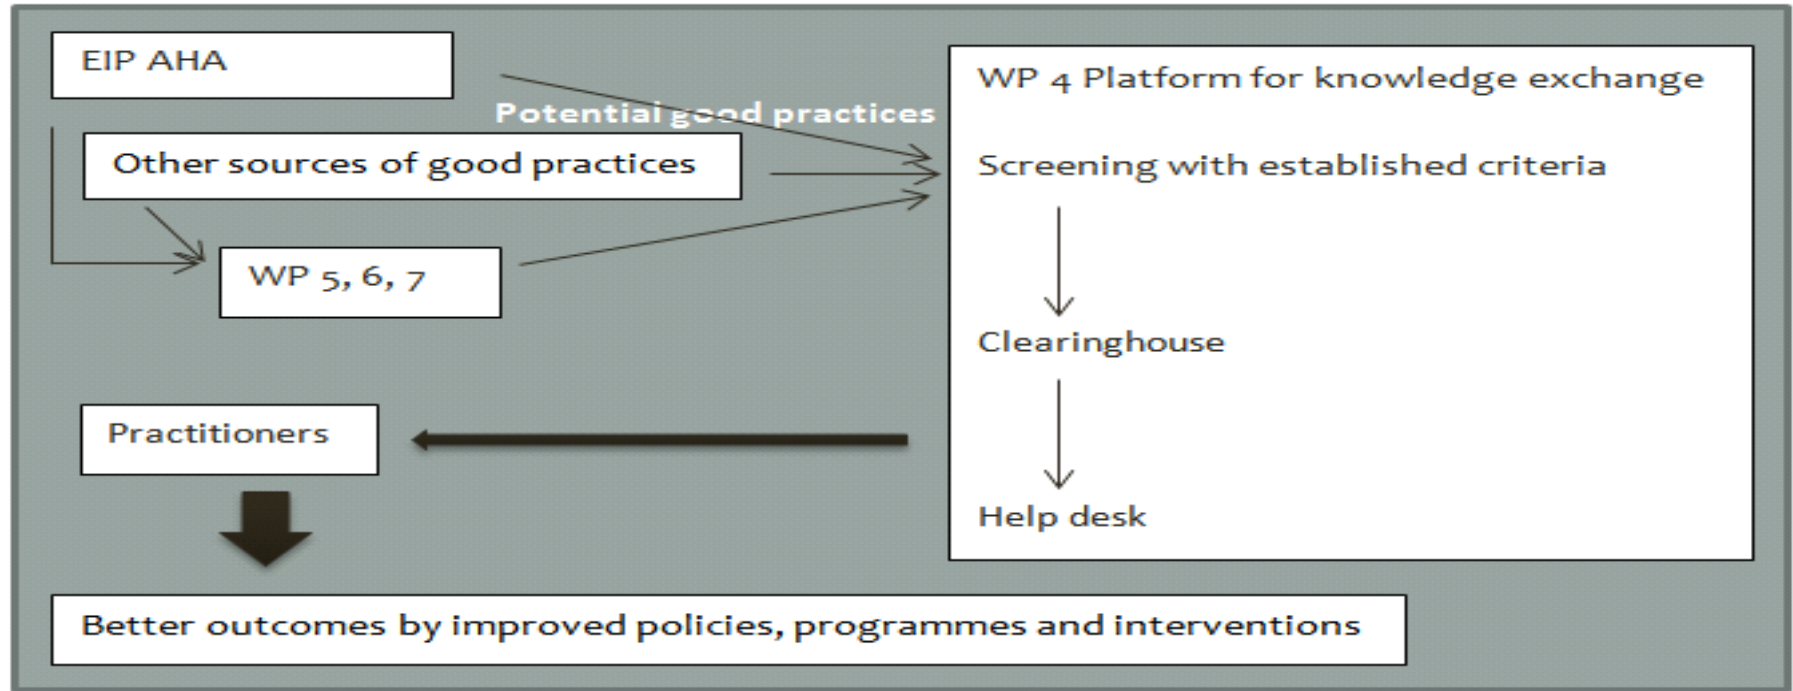 EIP AHA
Potential good practices
Other sources of good practices
WP 5, 6, 7
WP 4 Platform for knowledge exchange
Screening with established criteria
Clearinghouse
Help desk
Practitioners
Better outcomes by improved policies, programmes and interventions